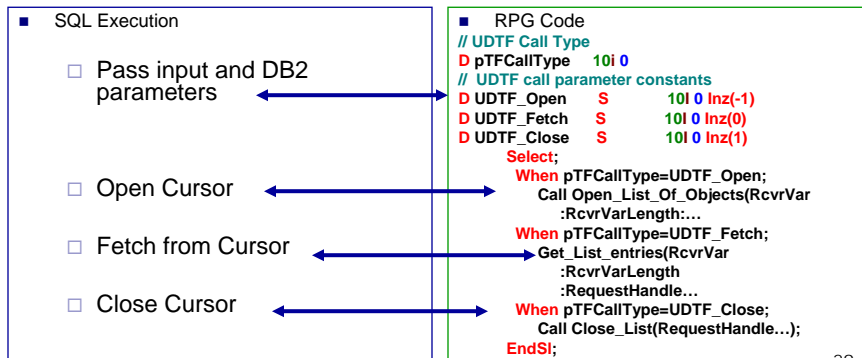 SQL Execution
Pass input and DB2
parameters
Open Cursor
Fetch from Cursor
Close Cursor
RPG Code
// UDTF Call Type
D pTFCallType 10i 0
// UDTF call parameter constants
D UDTF_Open S 10I 0 Inz(-1)
D UDTF_Fetch S 10I 0 Inz(0)
D UDTF_Close S 10I 0 Inz(1)
Select;
When pTFCallType=UDTF_Open;
Call Open_List_Of_Objects(RcvrVar
:RcvrVarLength:...
When pTFCallType=UDTF_Fetch;
Get_List_entries(RcvrVar
:RcvrVarLength
:RequestHandle...
When pTFCallType=UDTF_Close;
Call Close_List(RequestHandle...);
EndSl;